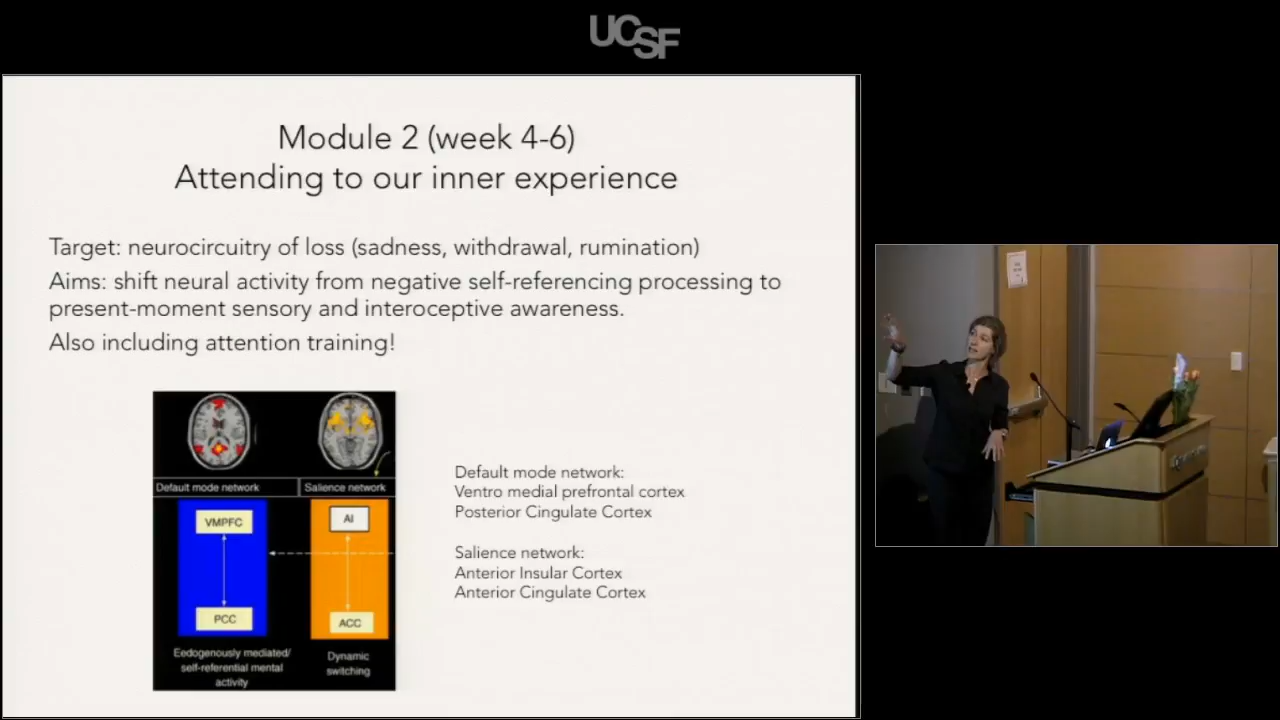 UCSF
Module 2 (week 4-6)
Attending to our inner experience
Target: neurocircuitry of loss (sadness, withdrawal, rumination)
Aims: shift neural activity from negative self-referencing processing to
present-moment sensory and interoceptive awareness.
Also including attention training!
Default mode network
Salience network
VMPFC
AI
PCC
ACC
Eedogenously mediated/
self-referential mental
activity
Dynamic
switching
Default mode network:
Ventro medial prefrontal cortex
Posterior Cingulate Cortex
Salience network:
Anterior Insular Cortex
Anterior Cingulate Cortex